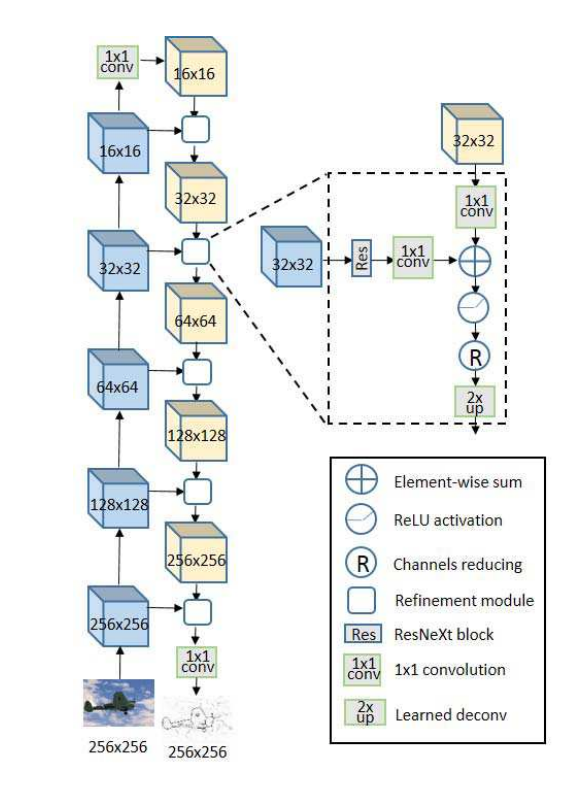 1x1
conv
16x16
16x16
32x32
32x32
64x64
64x64
128x128
128x128
256x256
256x256
1x1
conv
256x256
256x256
32x32
1x1
conv
32x32
Res
1x1
conv
R
2x
up
Element-wise sum
ReLU activation
R Channels reducing
Refinement module
Res ResNeXt block
1x1
conv 1x1 convolution
2x
up Learned deconv